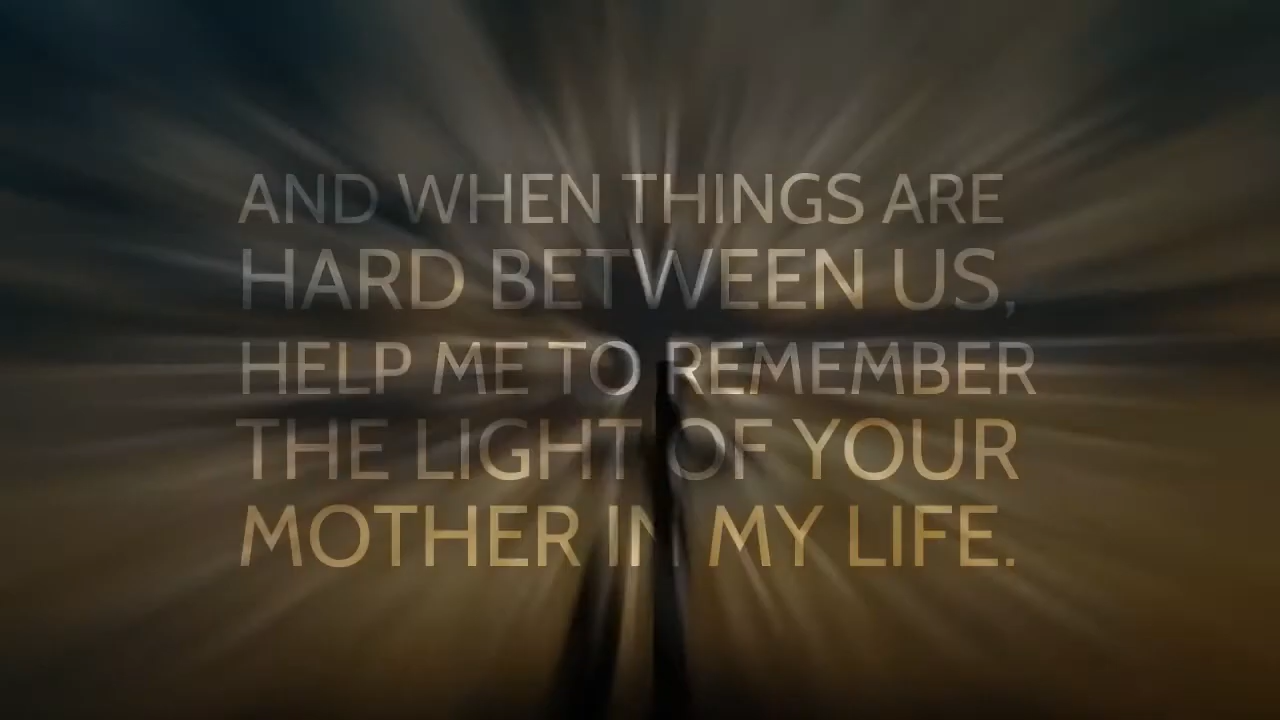 AND WHEN THINGS ARE
HARD BETWEEN US,
HELP ME TO REMEMBER
THE LIGHT OF YOUR
MOTHER IN MY LIFE.